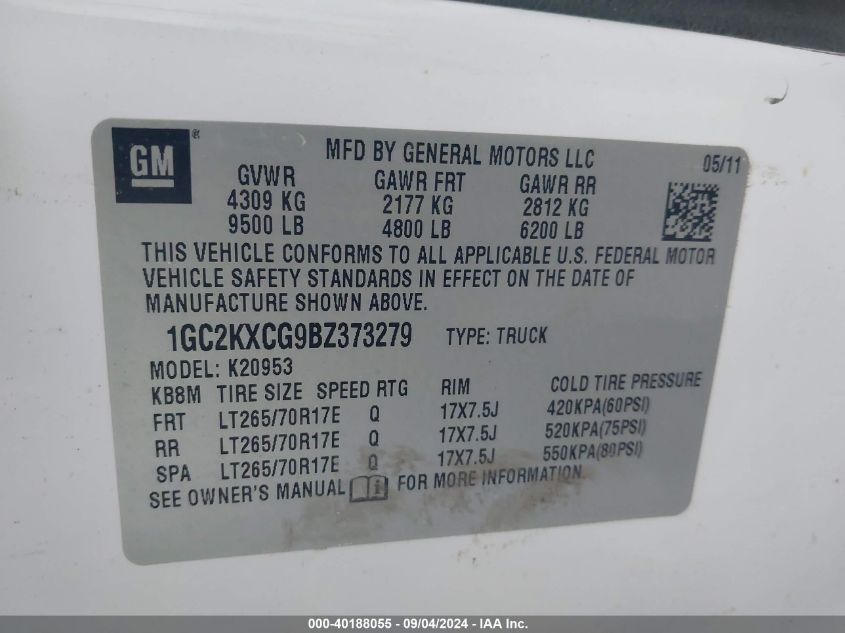 GM ®
MFD BY GENERAL MOTORS LLC 05/11
GVWR GAWR FRT GAWR RR
4309 KG 2177 KG 2812 KG
9500 LB 4800 LB 6200 LB
THIS VEHICLE CONFORMS TO ALL APPLICABLE U.S. FEDERAL MOTOR
VEHICLE SAFETY STANDARDS IN EFFECT ON THE DATE OF
MANUFACTURE SHOWN ABOVE.
1GC2KXCG9BZ373279 TYPE: TRUCK
MODEL: K20953
KB8M TIRE SIZE SPEED RTG RIM COLD TIRE PRESSURE
FRT LT265/70R17E Q 17X7.5J 420KPA(60PSI)
RR LT265/70R17E Q 17X7.5J 520KPA(75PSI)
SPA LT265/70R17E Q 17X7.5J 550KPA(80PSI)
SEE OWNER'S MANUAL FOR MORE INFORMATION.
000-40188055 - 09/04/2024 - IAA Inc.